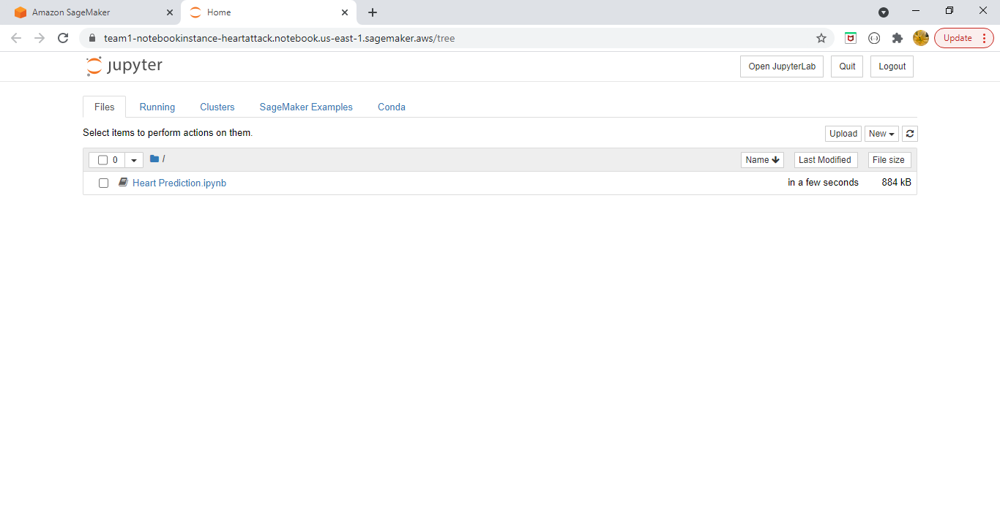 Amazon SageMaker
Home
team1-notebookinstance-heartattack.notebook.us-east-1.sagemaker.aws/tree
Update
jupyter
Open JupyterLab Quit Logout
Files Running Clusters SageMaker Examples Conda
Select items to perform actions on them.
Upload New
0 / Name Last Modified File size
Heart Prediction.ipynb in a few seconds 884 kB